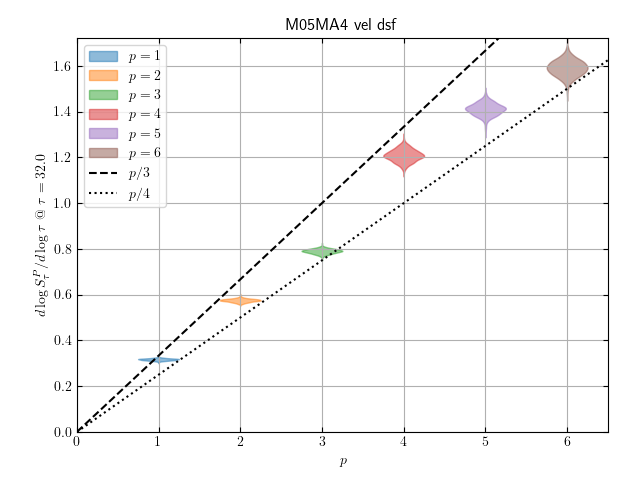 M05MA4 vel dsf
d log S_τ^P / d log τ @ τ = 32.0
1.6
1.4
1.2
1.0
0.8
0.6
0.4
0.2
0.0
p = 1
p = 2
p = 3
p = 4
p = 5
p = 6
p/3
p/4
0 1 2 3 4 5 6
p